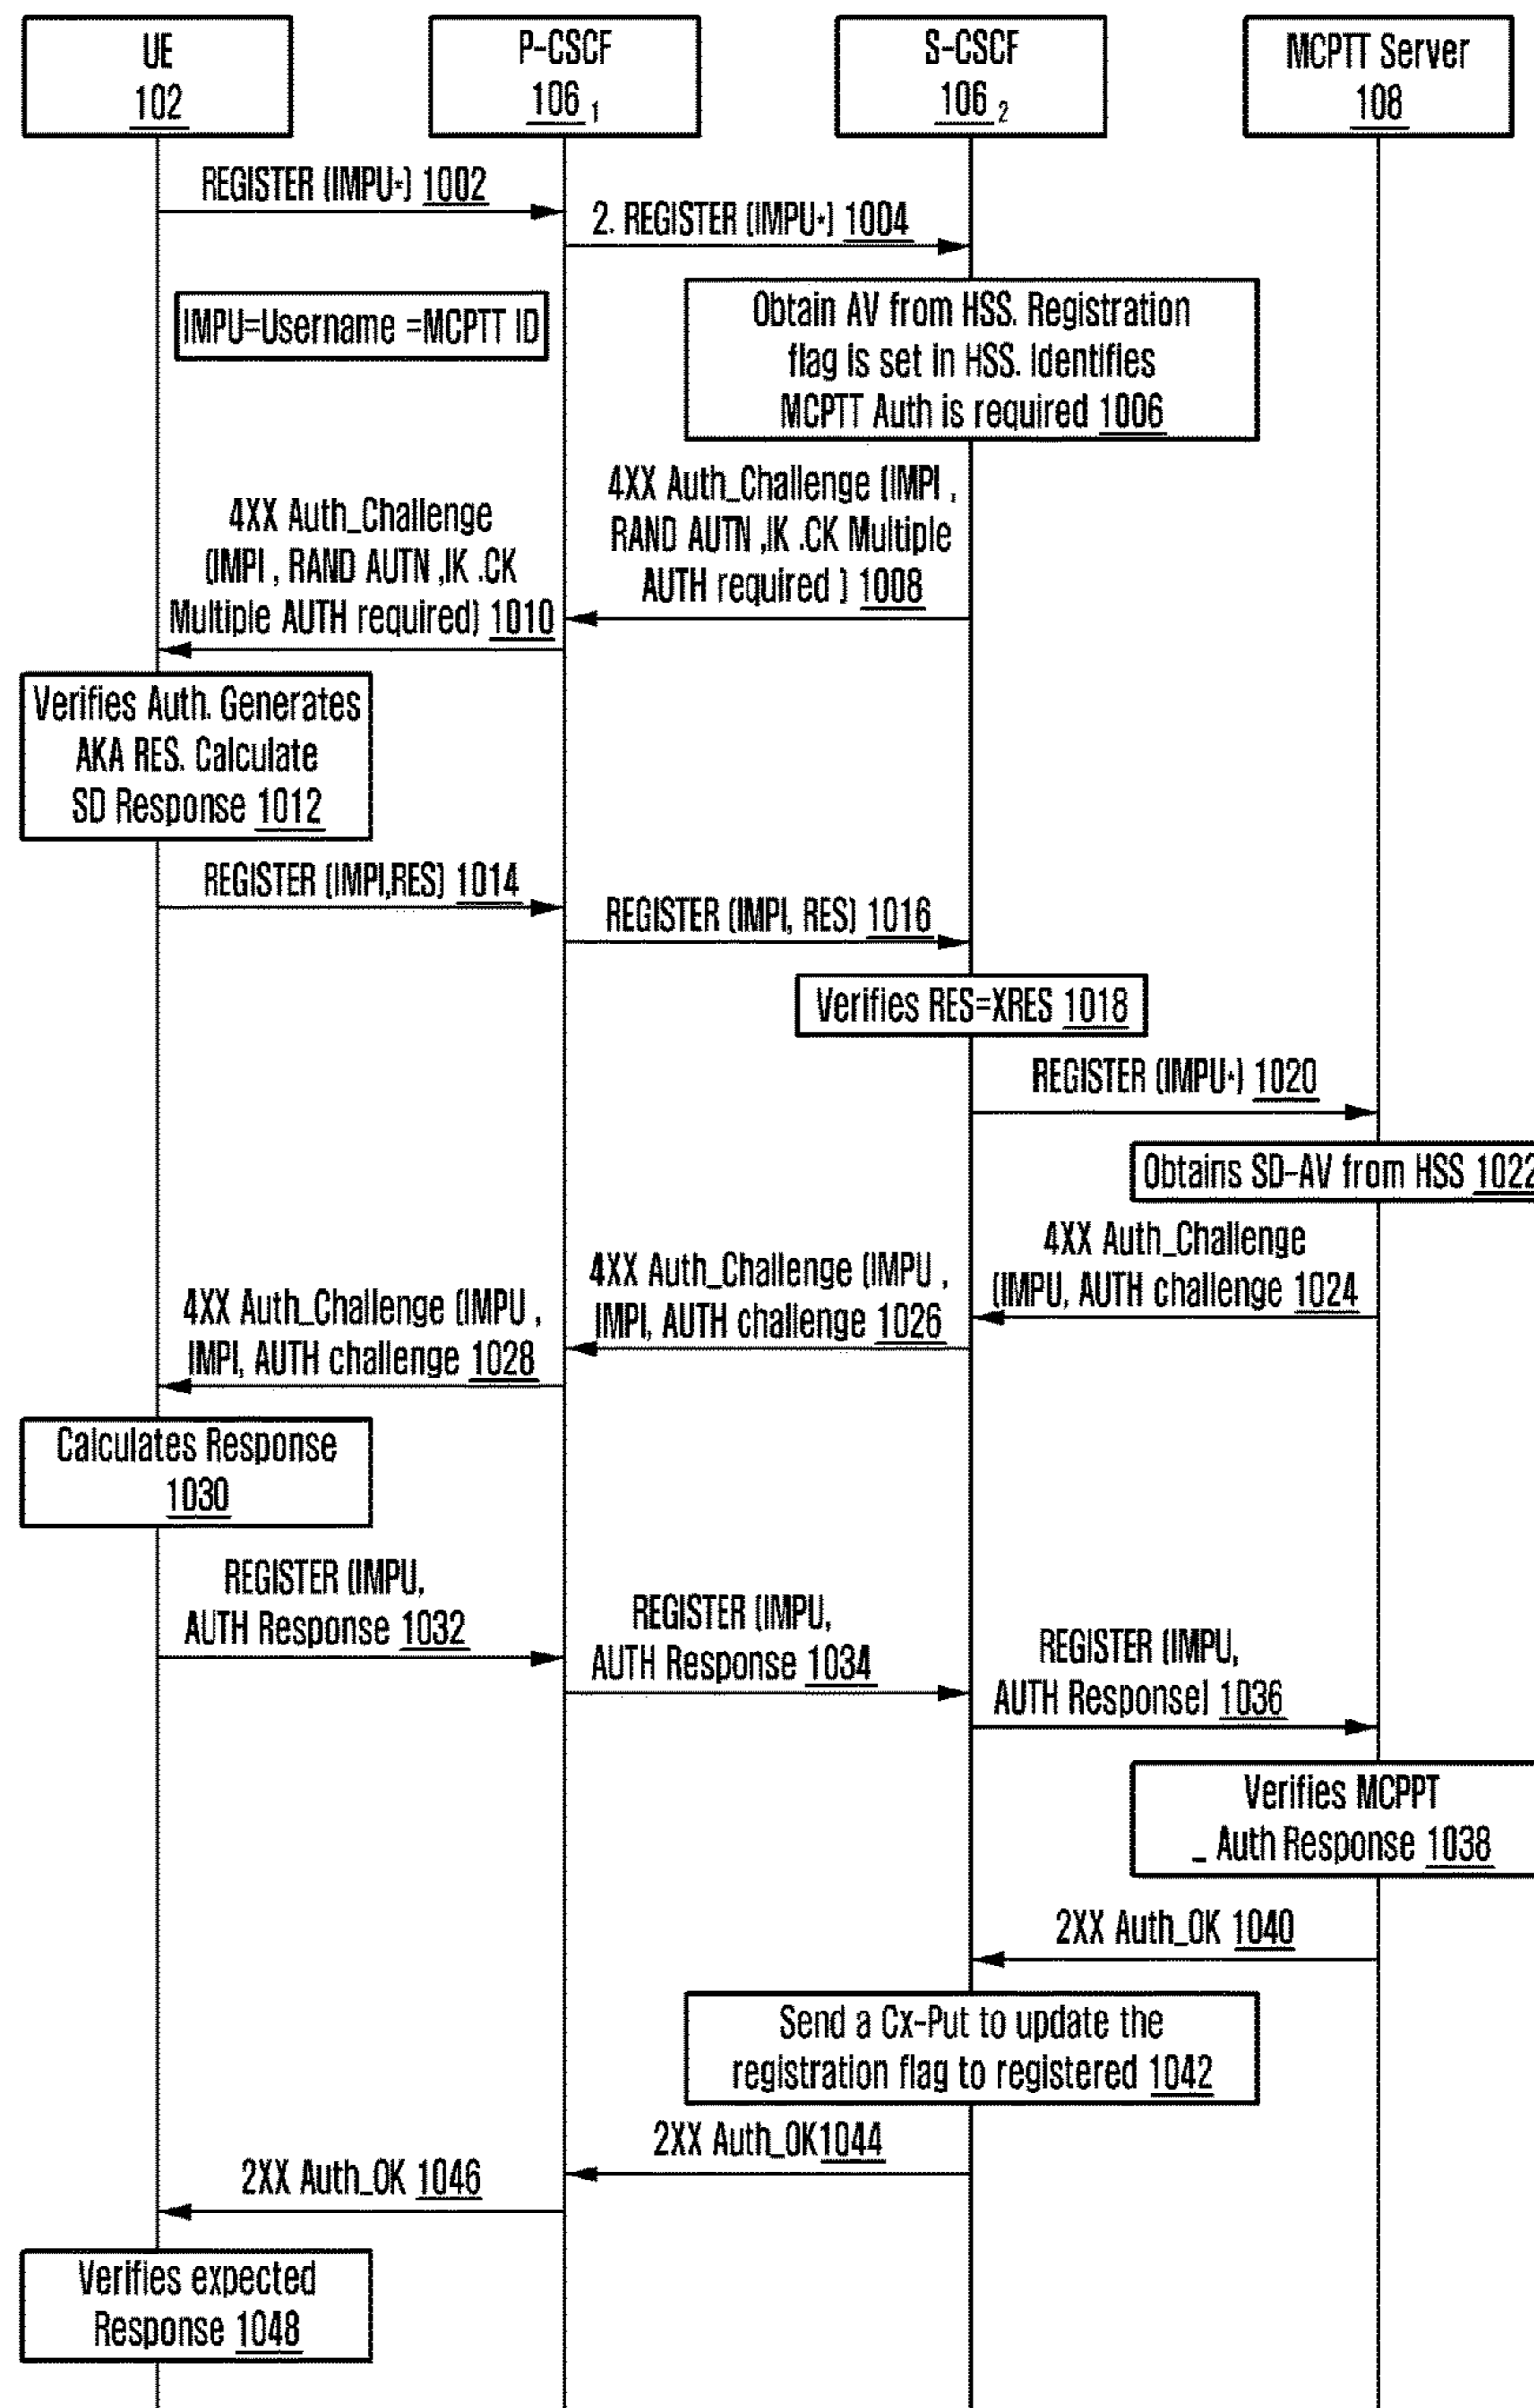 UE
102
P-CSCF
106 1
S-CSCF
106 2
MCPTT Server
108
REGISTER (IMPU*) 1002
2. REGISTER (IMPU*) 1004
IMPU=Username =MCPTT ID
Obtain AV from HSS. Registration
flag is set in HSS. Identifies
MCPTT Auth is required 1006
4XX Auth_Challenge (IMPI ,
RAND AUTN ,IK .CK Multiple
AUTH required ) 1008
4XX Auth_Challenge
(IMPI , RAND AUTN ,IK .CK
Multiple AUTH required) 1010
Verifies Auth. Generates
AKA RES. Calculate
SD Response 1012
REGISTER (IMPI,RES) 1014
REGISTER (IMPI, RES) 1016
Verifies RES=XRES 1018
REGISTER (IMPU*) 1020
Obtains SD-AV from HSS 1022
4XX Auth_Challenge
(IMPU, AUTH challenge 1024
4XX Auth_Challenge (IMPU ,
IMPI, AUTH challenge 1026
4XX Auth_Challenge (IMPU ,
IMPI, AUTH challenge 1028
Calculates Response
1030
REGISTER (IMPU,
AUTH Response 1032
REGISTER (IMPU,
AUTH Response 1034
REGISTER (IMPU,
AUTH Response) 1036
Verifies MCPPT
_ Auth Response 1038
2XX Auth_OK 1040
Send a Cx-Put to update the
registration flag to registered 1042
2XX Auth_OK1044
2XX Auth_OK 1046
Verifies expected
Response 1048